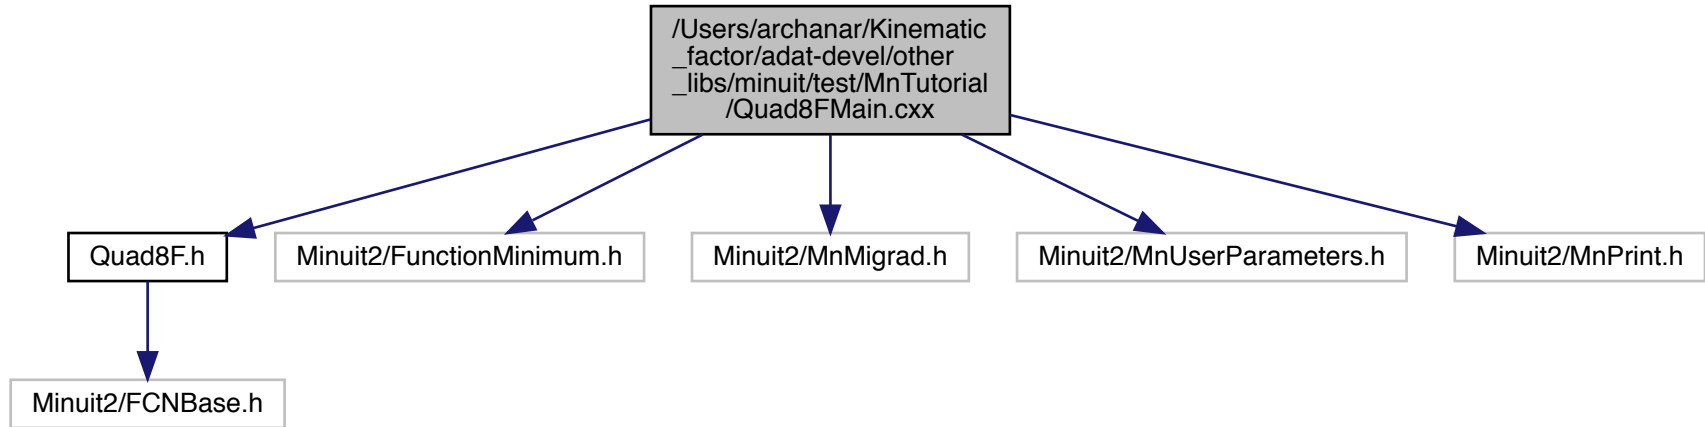 /Users/archanar/Kinematic
_factor/adat-devel/other
_libs/minuit/test/MnTutorial
/Quad8FMain.cxx
Quad8F.h
Minuit2/FunctionMinimum.h
Minuit2/MnMigrad.h
Minuit2/MnUserParameters.h
Minuit2/MnPrint.h
Minuit2/FCNBase.h